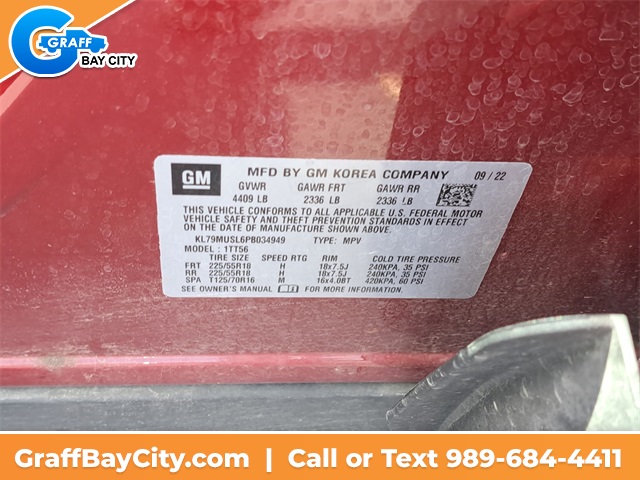 GRAFF
BAY CITY
GM MFD BY GM KOREA COMPANY 09 / 22
GVWR GAWR FRT GAWR RR
4409 LB 2336 LB 2336 LB
THIS VEHICLE CONFORMS TO ALL APPLICABLE U.S. FEDERAL MOTOR
VEHICLE SAFETY AND THEFT PREVENTION STANDARDS IN EFFECT
ON THE DATE OF MANUFACTURE SHOWN ABOVE.
KL79MUSL6PB034949 TYPE: MPV
MODEL: 1TT56
TIRE SIZE SPEED RTG RIM COLD TIRE PRESSURE
FRT 225/55R18 H 18x7.5J 240KPA, 35 PSI
RR 225/55R18 H 18x7.5J 240KPA, 35 PSI
SPA T125/70R16 M 16x4.0BT 420KPA, 60 PSI
SEE OWNER'S MANUAL FOR MORE INFORMATION.
GraffBayCity.com | Call or Text 989-684-4411